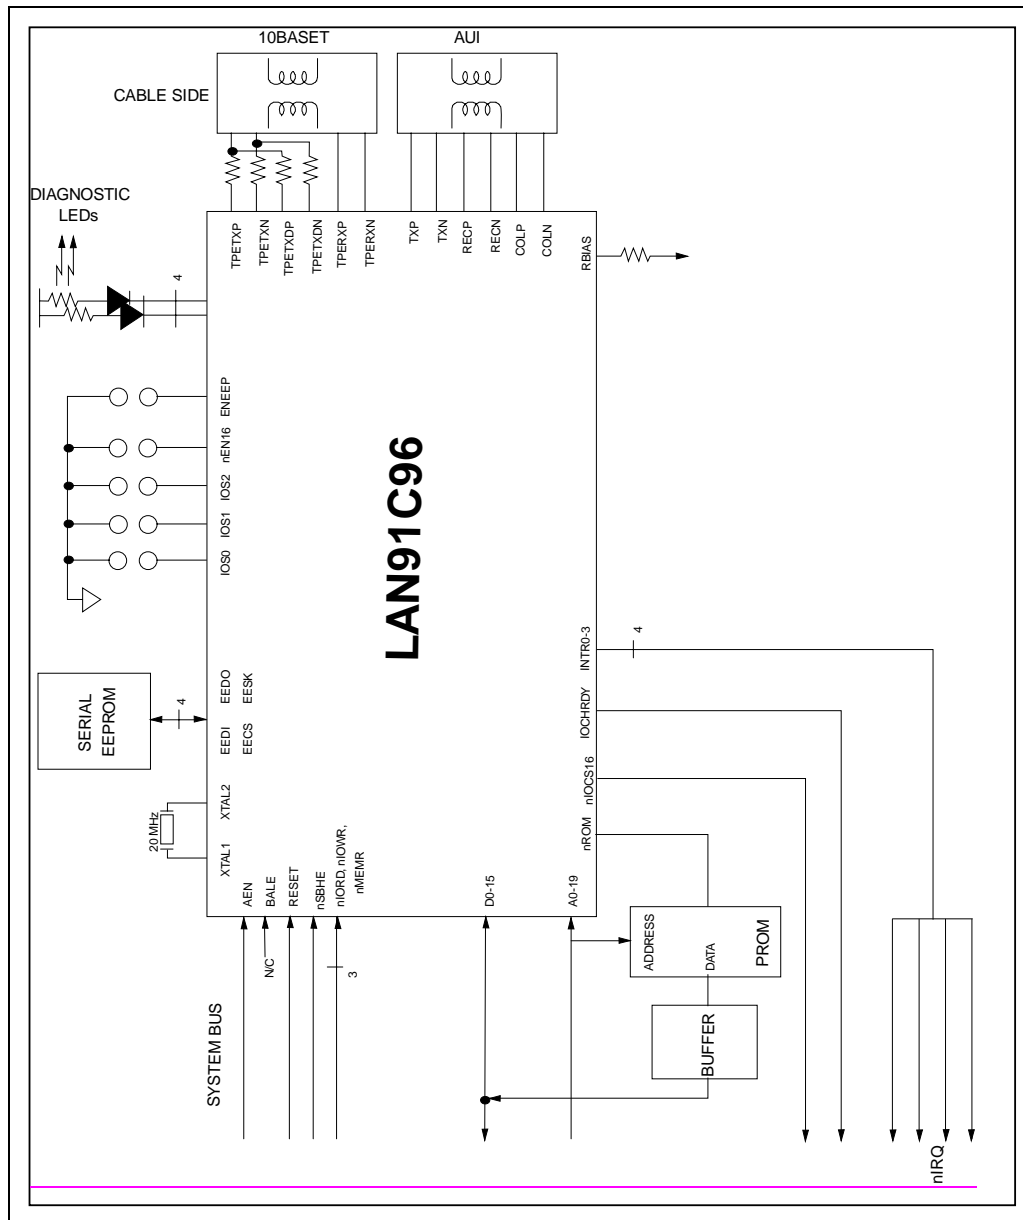 10BASET
AUI
CABLE SIDE
DIAGNOSTIC
LEDs
4
TPETXP
TPETXN
TPETXDP
TPETXDN
TPERXP
TPERXN
TXP
TXN
RECP
RECN
COLP
COLN
RBIAS
ENEEP
nEN16
IOS2
IOS1
IOS0
LAN91C96
SERIAL
EEPROM
4
EEDO
EESK
EEDI
EECS
XTAL2
20 MHz
XTAL1
INTR0-3
4
IOCHRDY
nIOCS16
nROM
AEN
BALE
RESET
nSBHE
nIORD, nIOWR,
nMEMR
D0-15
A0-19
N/C
3
ADDRESS
DATA
PROM
BUFFER
SYSTEM BUS
nIRQ